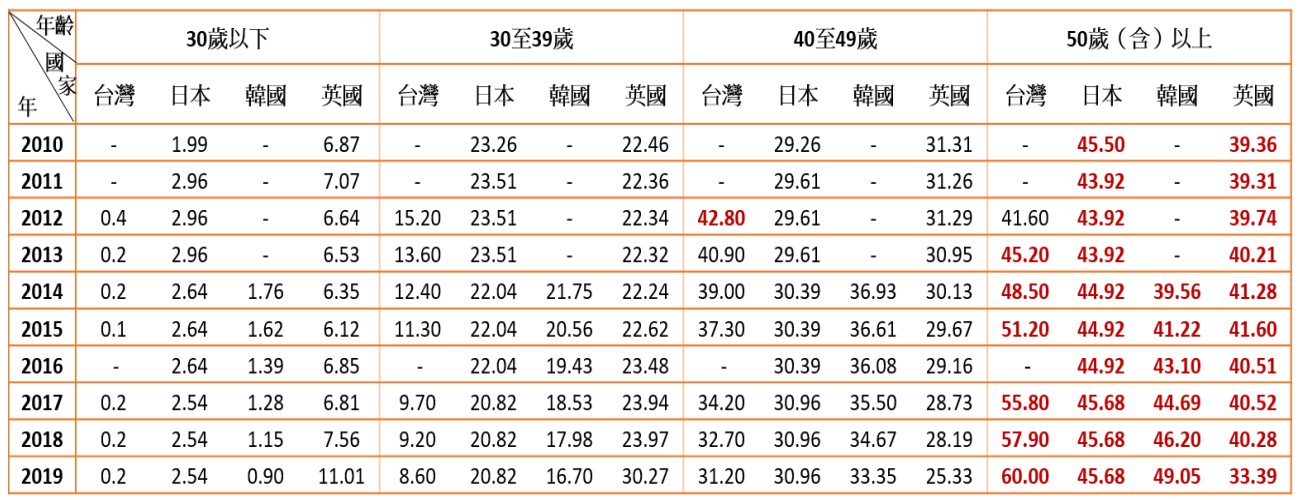 年齡 30歲以下 30至39歲 40至49歲 50歲（含）以上
國家
年 台灣 日本 韓國 英國 台灣 日本 韓國 英國 台灣 日本 韓國 英國 台灣 日本 韓國 英國
2010 - 1.99 - 6.87 - 23.26 - 22.46 - 29.26 - 31.31 - 45.50 - 39.36
2011 - 2.96 - 7.07 - 23.51 - 22.36 - 29.61 - 31.26 - 43.92 - 39.31
2012 0.4 2.96 - 6.64 15.20 23.51 - 22.34 42.80 29.61 - 31.29 41.60 43.92 - 39.74
2013 0.2 2.96 - 6.53 13.60 23.51 - 22.32 40.90 29.61 - 30.95 45.20 43.92 - 40.21
2014 0.2 2.64 1.76 6.35 12.40 22.04 21.75 22.24 39.00 30.39 36.93 30.13 48.50 44.92 39.56 41.28
2015 0.1 2.64 1.62 6.12 11.30 22.04 20.56 22.62 37.30 30.39 36.61 29.67 51.20 44.92 41.22 41.60
2016 - 2.64 1.39 6.85 - 22.04 19.43 23.48 - 30.39 36.08 29.16 - 44.92 43.10 40.51
2017 0.2 2.54 1.28 6.81 9.70 20.82 18.53 23.94 34.20 30.96 35.50 28.73 55.80 45.68 44.69 40.52
2018 0.2 2.54 1.15 7.56 9.20 20.82 17.98 23.97 32.70 30.96 34.67 28.19 57.90 45.68 46.20 40.28
2019 0.2 2.54 0.90 11.01 8.60 20.82 16.70 30.27 31.20 30.96 33.35 25.33 60.00 45.68 49.05 33.39